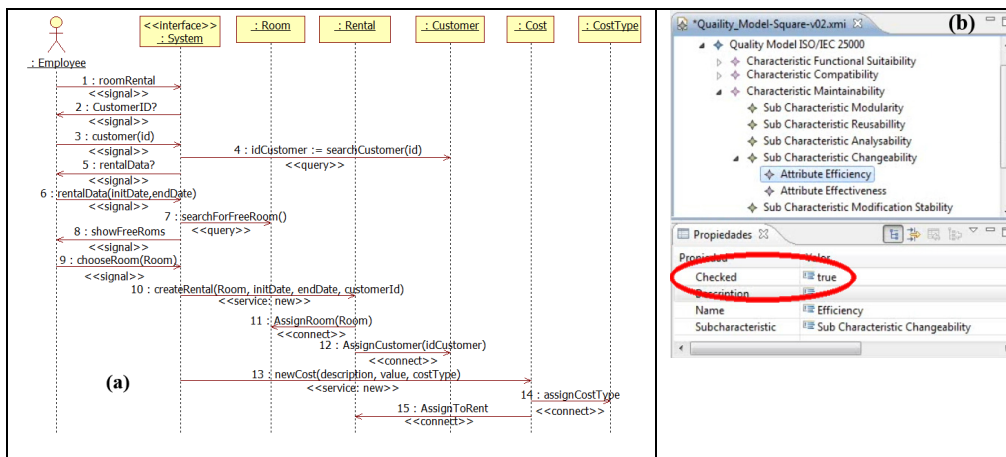 <<interface>>
: System
: Room
: Rental
: Customer
: Cost
: CostType
: Employee
1 : roomRental
<<signal>>
2 : CustomerID?
<<signal>>
3 : customer(id)
<<signal>>
4 : idCustomer := searchCustomer(id)
<<query>>
5 : rentalData?
<<signal>>
6 : rentalData(initDate,endDate)
<<signal>>
7 : searchForFreeRoom()
<<query>>
8 : showFreeRoms
<<signal>>
9 : chooseRoom(Room)
<<signal>>
10 : createRental(Room, initDate, endDate, customerId)
<<service: new>>
11 : AssignRoom(Room)
<<connect>>
12 : AssignCustomer(idCustomer)
<<connect>>
(a)
13 : newCost(description, value, costType)
<<service: new>>
14 : assignCostType
<<connect>>
15 : AssignToRent
<<connect>>
*Quaility_Model-Square-v02.xmi
(b)
Quality Model ISO/IEC 25000
Characteristic Functional Suitaibility
Characteristic Compatibility
Characteristic Maintainability
Sub Characteristic Modularity
Sub Characteristic Reusabillity
Sub Characteristic Analysability
Sub Characteristic Changeability
Attribute Efficiency
Attribute Effectiveness
Sub Characteristic Modification Stability
Propiedades
Propiedad Valor
Checked true
Description
Name Efficiency
Subcharacteristic Sub Characteristic Changeability